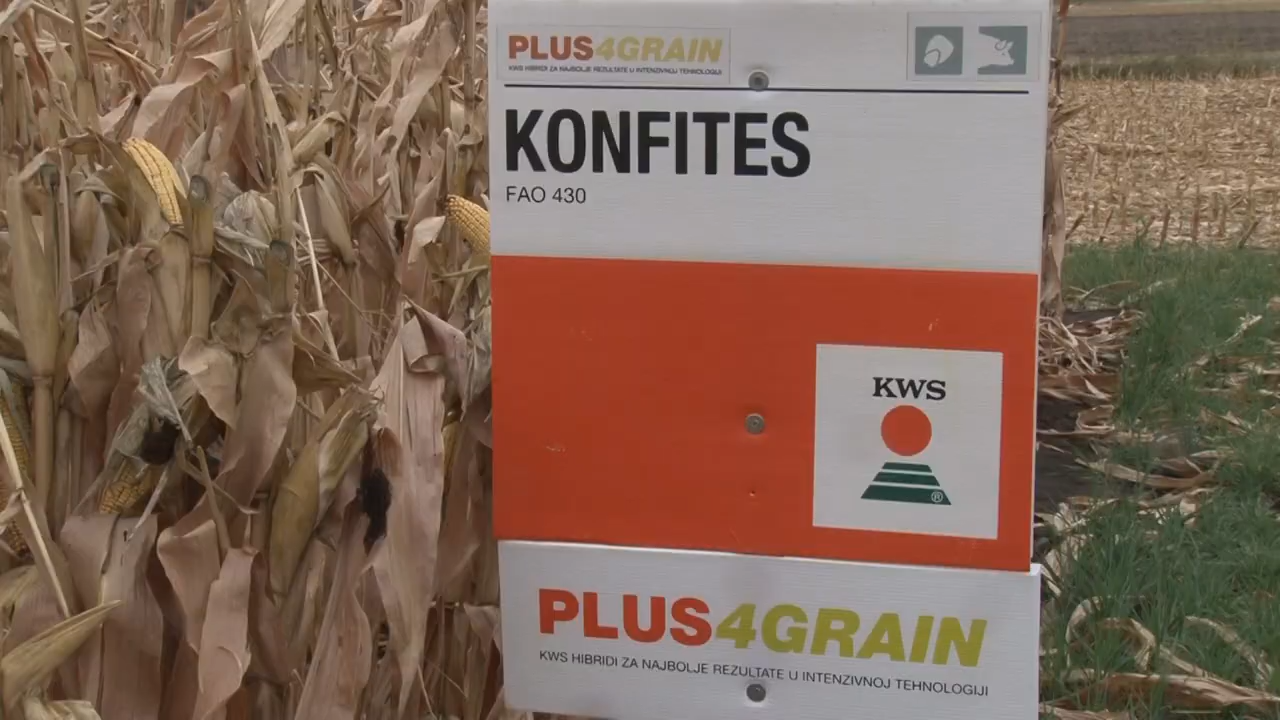 PLUS4GRAIN
KWS HIBRIDI ZA NAJBOLJE REZULTATE U INTENZIVNOJ TEHNOLOGIJI
KONFITES
FAO 430
KWS
®
PLUS4GRAIN
KWS HIBRIDI ZA NAJBOLJE REZULTATE U INTENZIVNOJ TEHNOLOGIJI